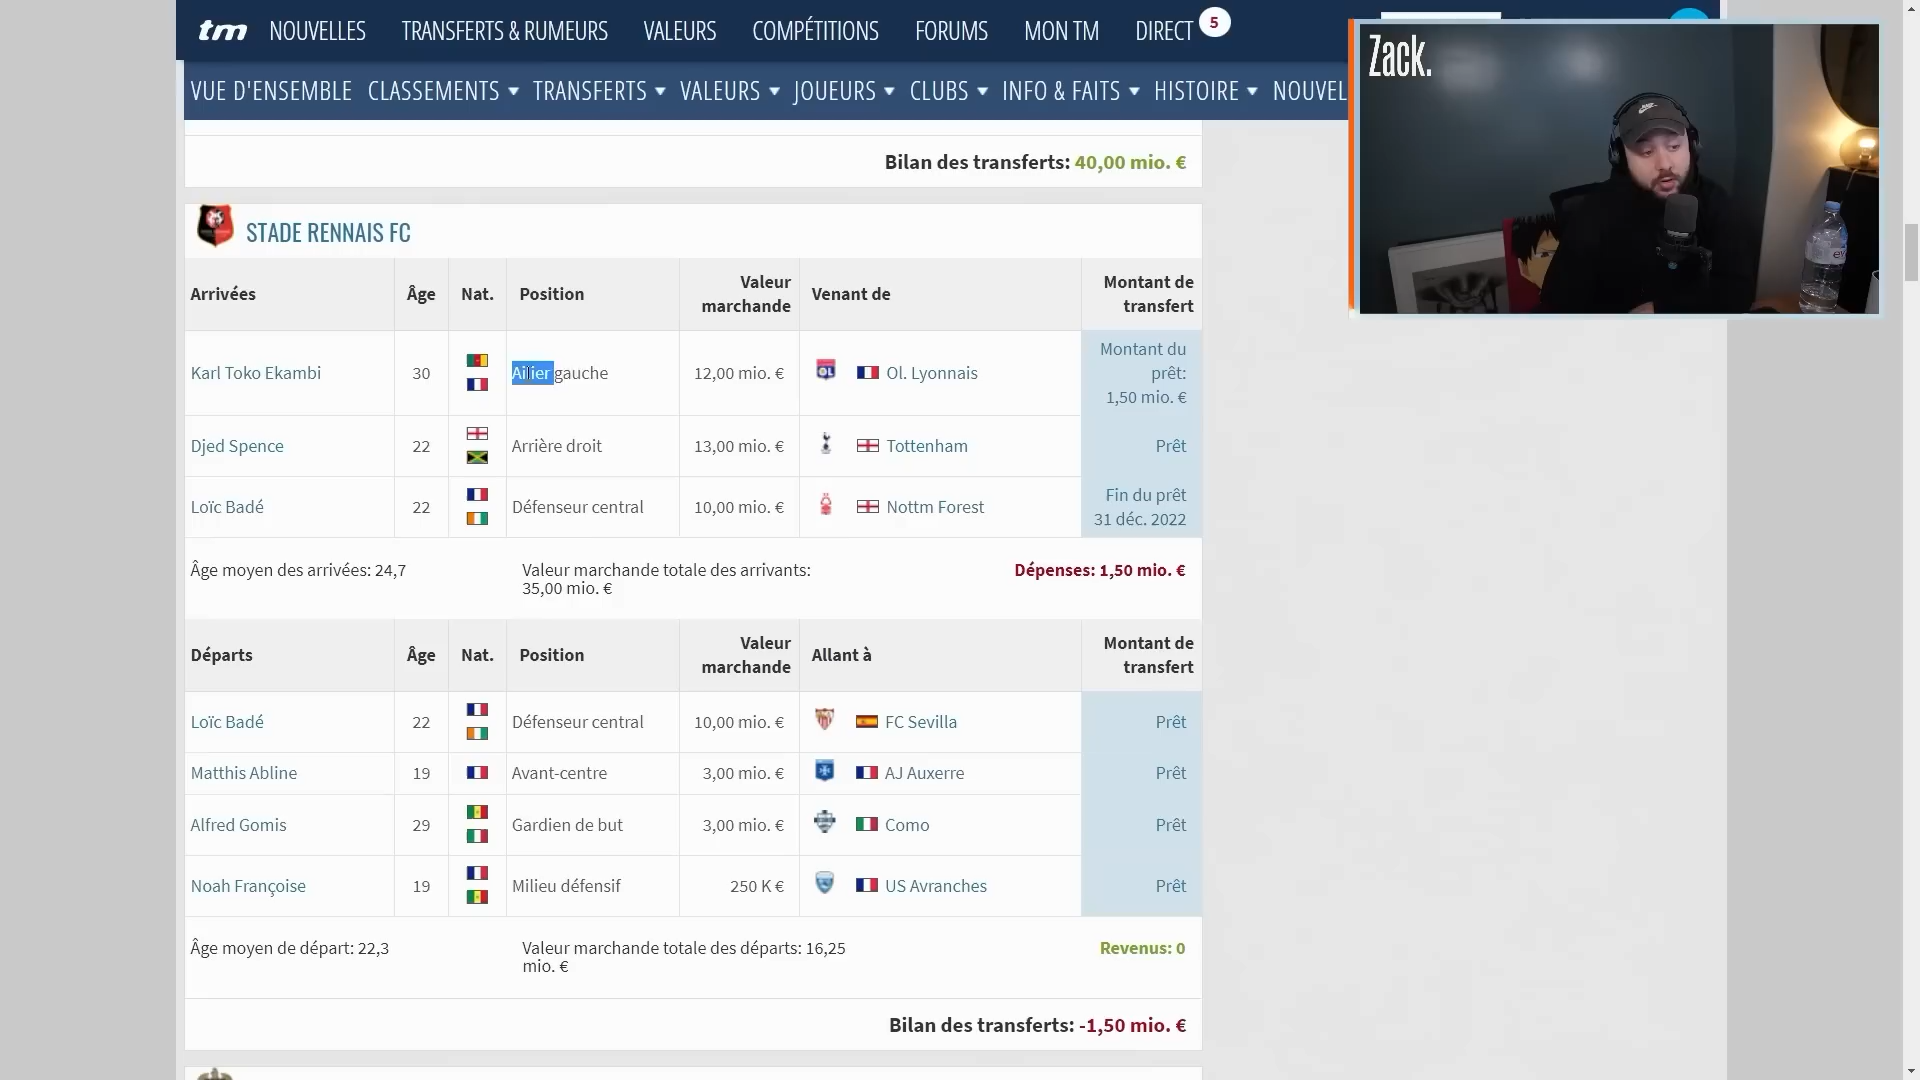 tm NOUVELLES TRANSFERTS & RUMEURS VALEURS COMPÉTITIONS FORUMS MON TM DIRECT 5
VUE D'ENSEMBLE CLASSEMENTS TRANSFERTS VALEURS JOUEURS CLUBS INFO & FAITS HISTOIRE NOUVEL
Zack.
Bilan des transferts: 40,00 mio. €
STADE RENNAIS FC
Arrivées Âge Nat. Position Valeur marchande Venant de Montant de transfert
Karl Toko Ekambi 30 Ailier gauche 12,00 mio. € Ol. Lyonnais Montant du prêt: 1,50 mio. €
Djed Spence 22 Arrière droit 13,00 mio. € Tottenham Prêt
Loïc Badé 22 Défenseur central 10,00 mio. € Nottm Forest Fin du prêt 31 déc. 2022
Âge moyen des arrivées: 24,7 Valeur marchande totale des arrivants: 35,00 mio. € Dépenses: 1,50 mio. €
Départs Âge Nat. Position Valeur marchande Allant à Montant de transfert
Loïc Badé 22 Défenseur central 10,00 mio. € FC Sevilla Prêt
Matthis Abline 19 Avant-centre 3,00 mio. € AJ Auxerre Prêt
Alfred Gomis 29 Gardien de but 3,00 mio. € Como Prêt
Noah Françoise 19 Milieu défensif 250 K € US Avranches Prêt
Âge moyen de départ: 22,3 Valeur marchande totale des départs: 16,25 mio. € Revenus: 0
Bilan des transferts: -1,50 mio. €